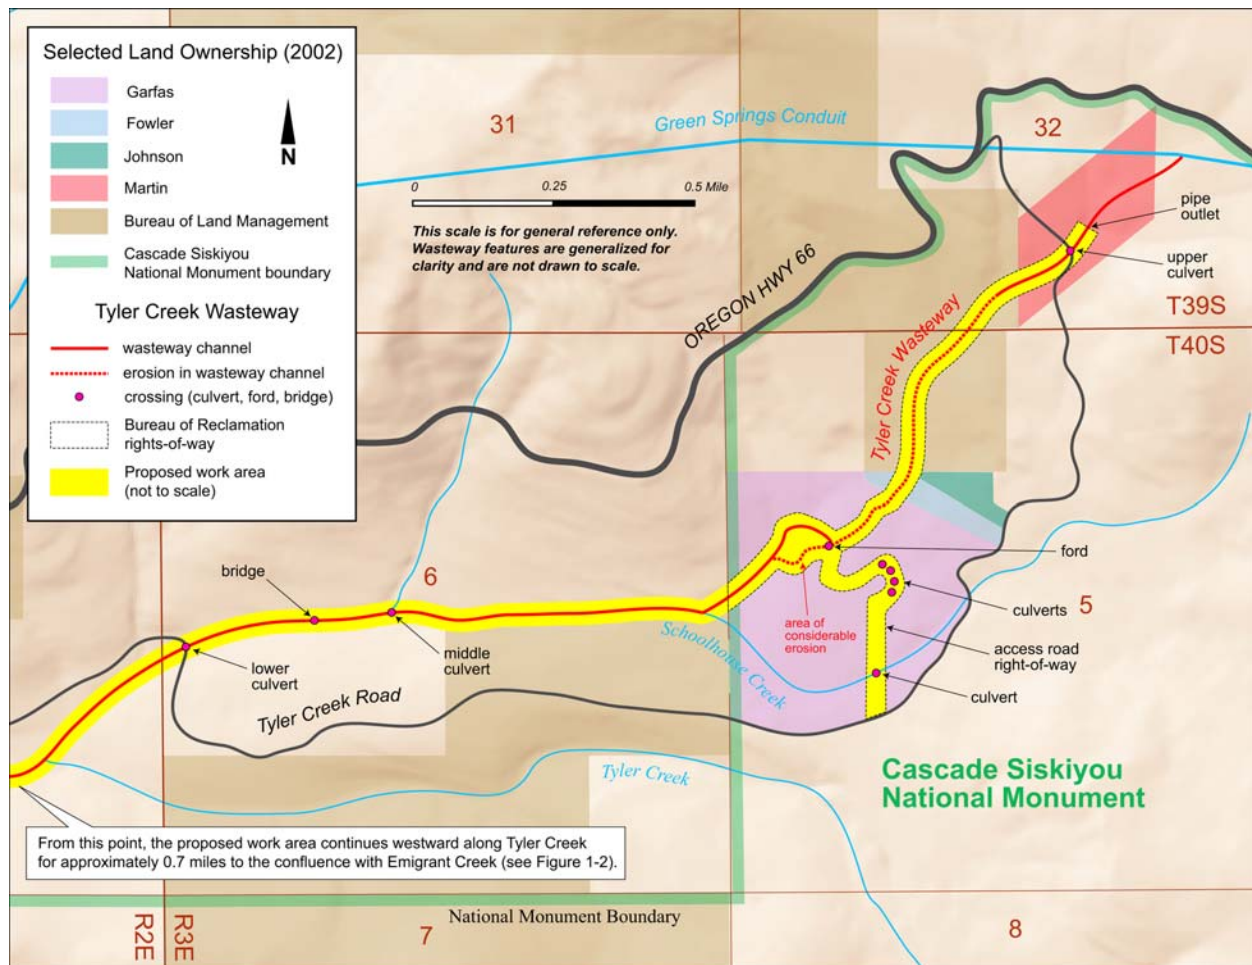 Selected Land Ownership (2002)
Garfas
Fowler
Johnson
Martin
Bureau of Land Management
Cascade Siskiyou
National Monument boundary
N
Tyler Creek Wasteway
wasteway channel
erosion in wasteway channel
crossing (culvert, ford, bridge)
Bureau of Reclamation
rights-of-way
Proposed work area
(not to scale)
31
Green Springs Conduit
32
0 0.25 0.5 Mile
This scale is for general reference only.
Wasteway features are generalized for
clarity and are not drawn to scale.
OREGON HWY 66
pipe
outlet
upper
culvert
T39S
T40S
Tyler Creek Wasteway
ford
bridge
6
culverts
5
area of
considerable
erosion
access road
right-of-way
culvert
Schoolhouse
Creek
middle
culvert
lower
culvert
Tyler Creek Road
Tyler Creek
Cascade Siskiyou
National Monument
From this point, the proposed work area continues westward along Tyler Creek
for approximately 0.7 miles to the confluence with Emigrant Creek (see Figure 1-2).
National Monument Boundary
R2E
R3E
7
8